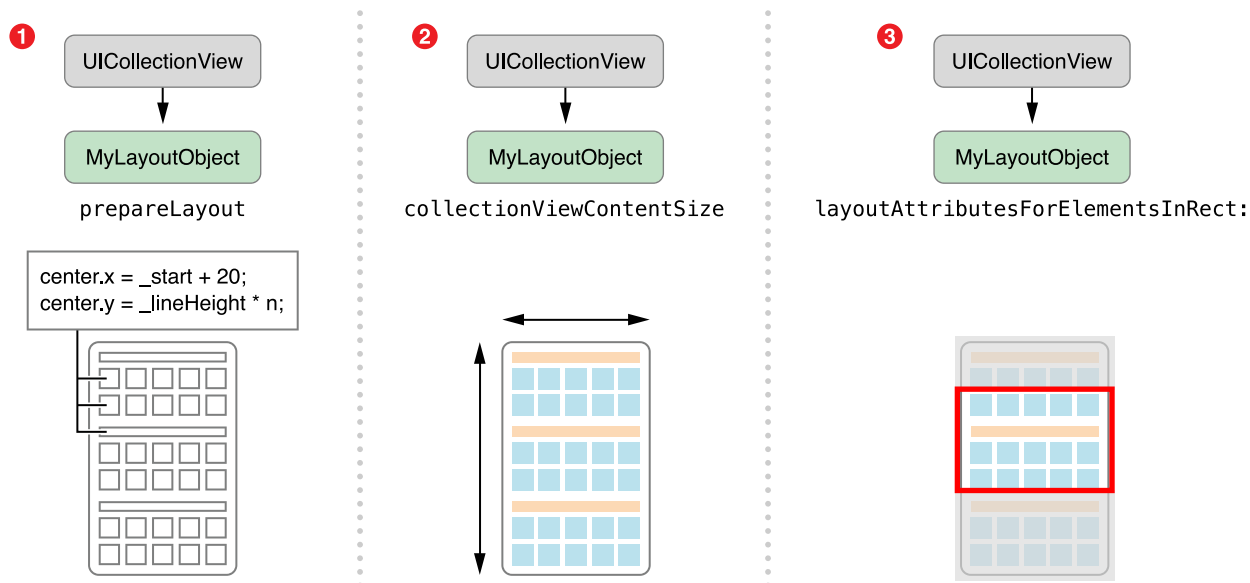 1
UICollectionView
MyLayoutObject
prepareLayout
center.x = _start + 20;
center.y = _lineHeight * n;
2
UICollectionView
MyLayoutObject
collectionViewContentSize
3
UICollectionView
MyLayoutObject
layoutAttributesForElementsInRect: